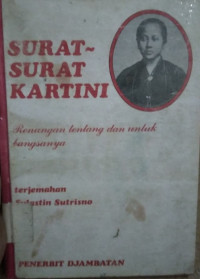 SURAT-
SURAT
KARTINI
Renungan tentang dan untuk
bangsanya
terjemahan
Sulastin Sutrisno
PENERBIT DJAMBATAN